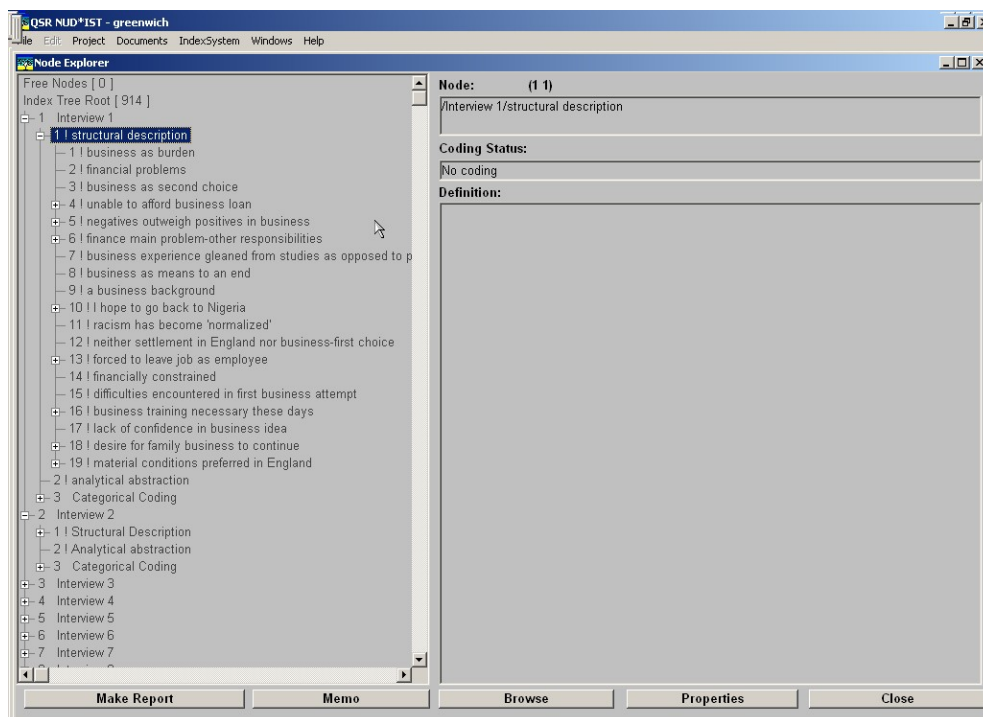 QSR NUD*IST - greenwich
File Edit Project Documents IndexSystem Windows Help
Node Explorer
Free Nodes [ 0 ]
Index Tree Root [ 914 ]
1 Interview 1
1 ! structural description
1 ! business as burden
2 ! financial problems
3 ! business as second choice
4 ! unable to afford business loan
5 ! negatives outweigh positives in business
6 ! finance main problem-other responsibilities
7 ! business experience gleaned from studies as opposed to p
8 ! business as means to an end
9 ! a business background
10 ! I hope to go back to Nigeria
11 ! racism has become 'normalized'
12 ! neither settlement in England nor business-first choice
13 ! forced to leave job as employee
14 ! financially constrained
15 ! difficulties encountered in first business attempt
16 ! business training necessary these days
17 ! lack of confidence in business idea
18 ! desire for family business to continue
19 ! material conditions preferred in England
2 ! analytical abstraction
3 Categorical Coding
2 Interview 2
1 ! Structural Description
2 ! Analytical abstraction
3 Categorical Coding
3 Interview 3
4 Interview 4
5 Interview 5
6 Interview 6
7 Interview 7
Node: (1 1)
/Interview 1/structural description
Coding Status:
No coding
Definition:
Make Report Memo Browse Properties Close